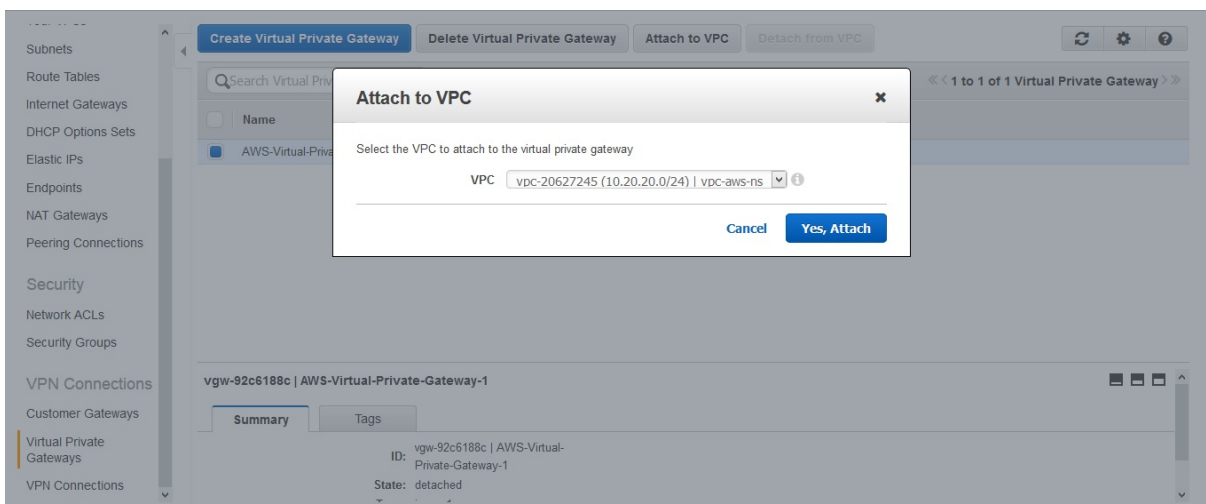 Subnets
Route Tables
Internet Gateways
DHCP Options Sets
Elastic IPs
Endpoints
NAT Gateways
Peering Connections
Security
Network ACLs
Security Groups
VPN Connections
Customer Gateways
Virtual Private
Gateways
VPN Connections
Create Virtual Private Gateway Delete Virtual Private Gateway Attach to VPC Detach from VPC
Search Virtual Priv
1 to 1 of 1 Virtual Private Gateway
Name
AWS-Virtual-Priva
Attach to VPC
Select the VPC to attach to the virtual private gateway
VPC vpc-20627245 (10.20.20.0/24) | vpc-aws-ns
Cancel Yes, Attach
vgw-92c6188c | AWS-Virtual-Private-Gateway-1
Summary Tags
ID: vgw-92c6188c | AWS-Virtual-
Private-Gateway-1
State: detached